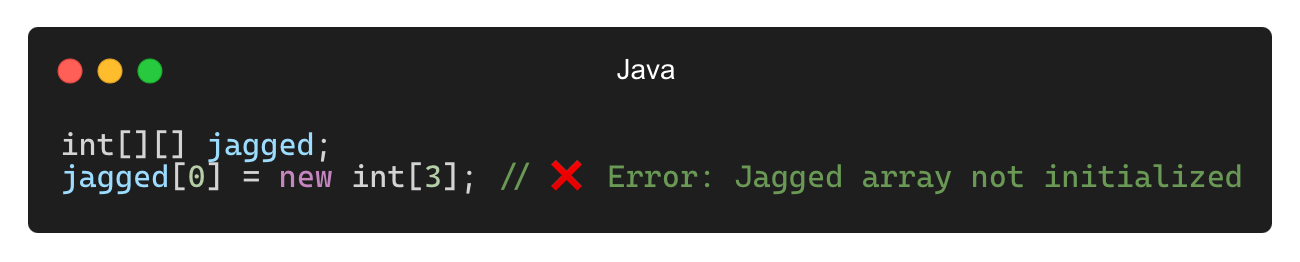 Java
int[][] jagged;
jagged[0] = new int[3]; // ❌ Error: Jagged array not initialized